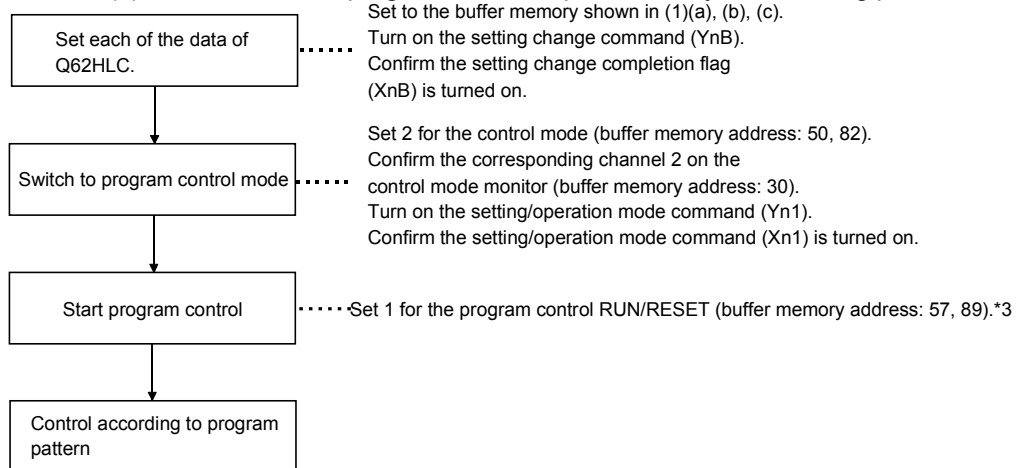 Set to the buffer memory shown in (1)(a), (b), (c).
Set each of the data of
Q62HLC.
Turn on the setting change command (YnB).
Confirm the setting change completion flag
(XnB) is turned on.
Switch to program control mode
Set 2 for the control mode (buffer memory address: 50, 82).
Confirm the corresponding channel 2 on the
control mode monitor (buffer memory address: 30).
Turn on the setting/operation mode command (Yn1).
Confirm the setting/operation mode command (Xn1) is turned on.
Start program control
Set 1 for the program control RUN/RESET (buffer memory address: 57, 89).*3
Control according to program
pattern